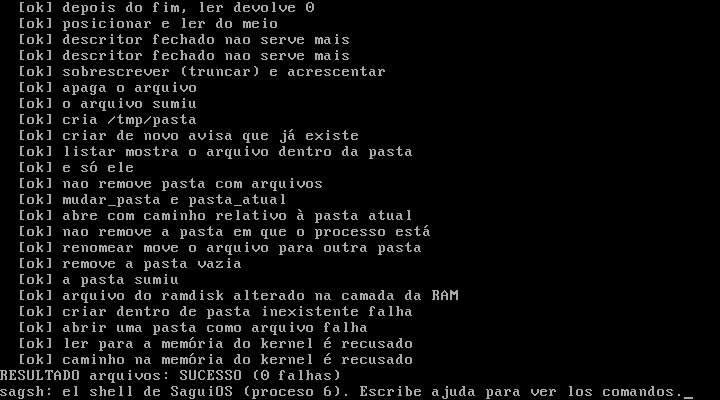 [ok] depois do fim, ler devolve 0
[ok] posicionar e ler do meio
[ok] descritor fechado nao serve mais
[ok] descritor fechado nao serve mais
[ok] sobrescrever (truncar) e acrescentar
[ok] apaga o arquivo
[ok] o arquivo sumiu
[ok] cria /tmp/pasta
[ok] criar de novo avisa que já existe
[ok] listar mostra o arquivo dentro da pasta
[ok] e só ele
[ok] nao remove pasta com arquivos
[ok] mudar_pasta e pasta_atual
[ok] abre com caminho relativo à pasta atual
[ok] nao remove a pasta em que o processo está
[ok] renomear move o arquivo para outra pasta
[ok] remove a pasta vazia
[ok] a pasta sumiu
[ok] arquivo do ramdisk alterado na camada da RAM
[ok] criar dentro de pasta inexistente falha
[ok] abrir uma pasta como arquivo falha
[ok] ler para a memória do kernel é recusado
[ok] caminho na memória do kernel é recusado
RESULTADO arquivos: SUCESSO (0 falhas)
sagsh: el shell de SaguiOS (proceso 6). Escribe ajuda para ver los comandos._